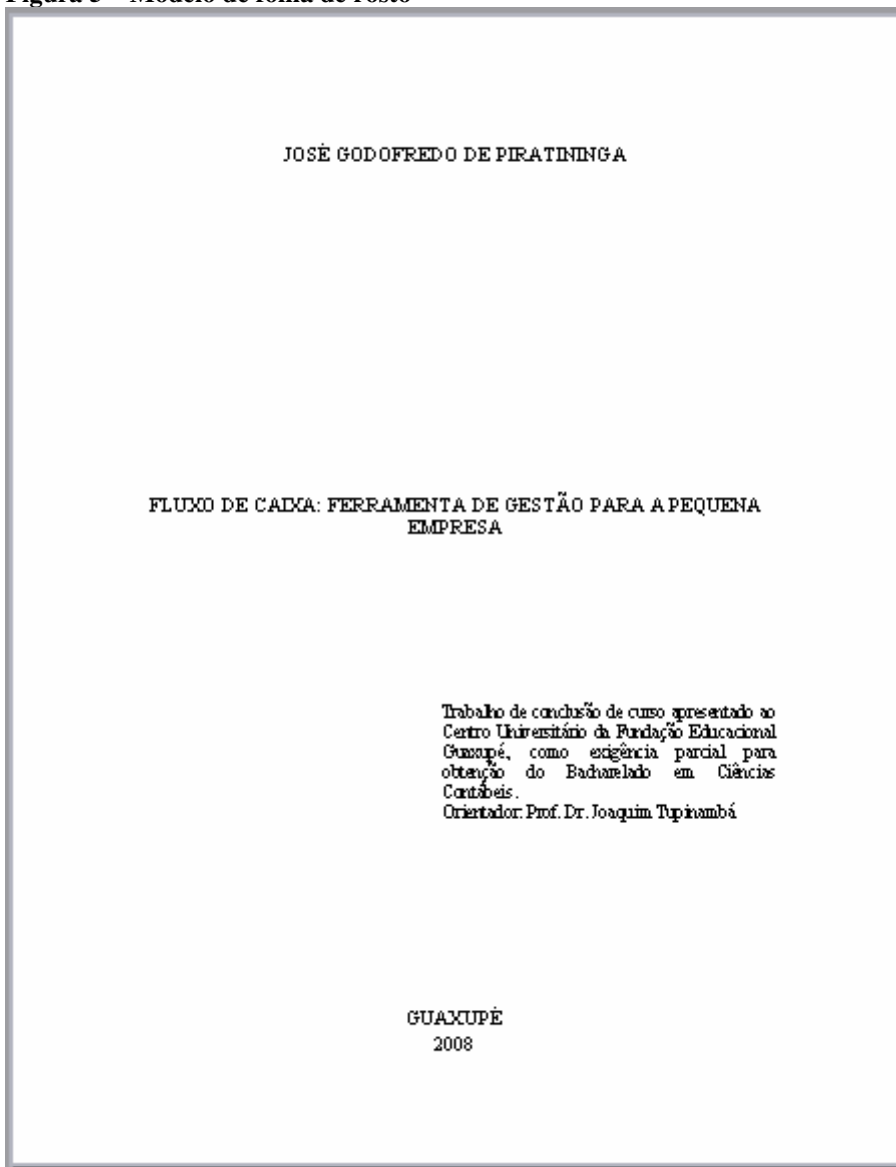 Figura 3 – Modelo de folha de rosto
JOSÉ GODOFREDO DE PIRATININGA
FLUXO DE CAIXA: FERRAMENTA DE GESTÃO PARA A PEQUENA
EMPRESA
Trabalho de conclusão de curso apresentado ao
Centro Universitário da Fundação Educacional
Guaxupé, como exigência parcial para
obtenção do Bacharelado em Ciências
Contábeis.
Orientador: Prof. Dr. Joaquim Tupinambá
GUAXUPÉ
2008